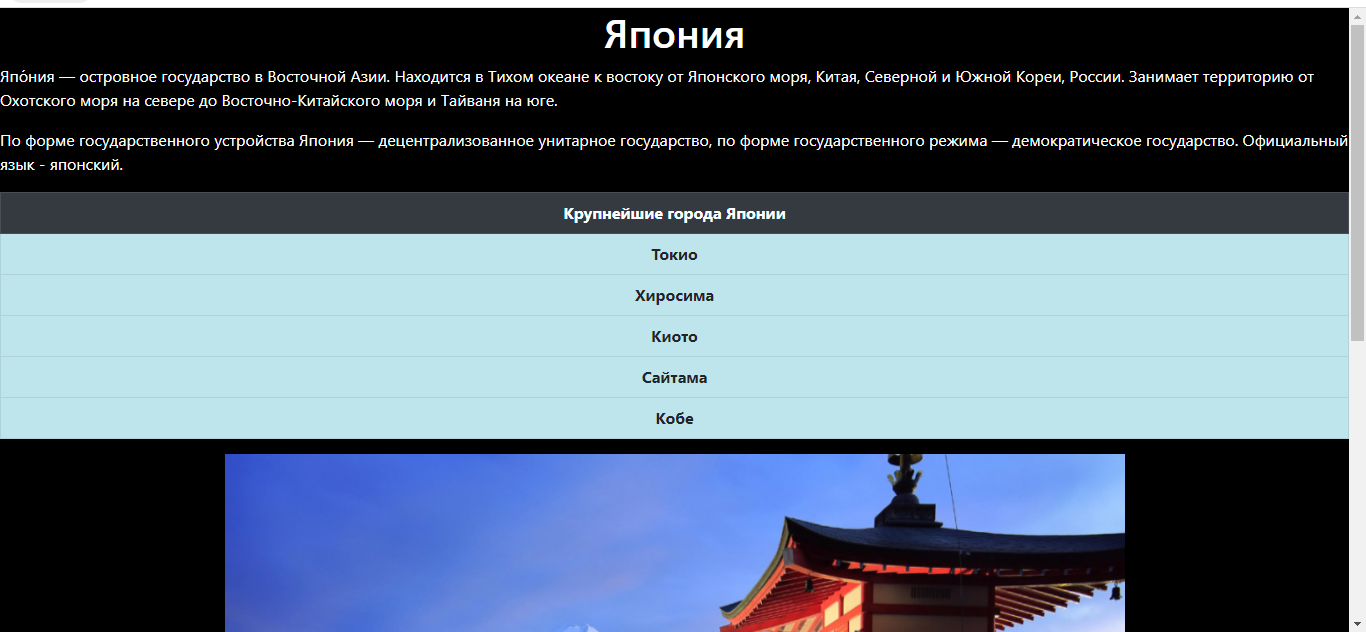 Япония
Япо́ния — островное государство в Восточной Азии. Находится в Тихом океане к востоку от Японского моря, Китая, Северной и Южной Кореи, России. Занимает территорию от
Охотского моря на севере до Восточно-Китайского моря и Тайваня на юге.
По форме государственного устройства Япония — децентрализованное унитарное государство, по форме государственного режима — демократическое государство. Официальный
язык - японский.
Крупнейшие города Японии
Токио
Хиросима
Киото
Сайтама
Кобе